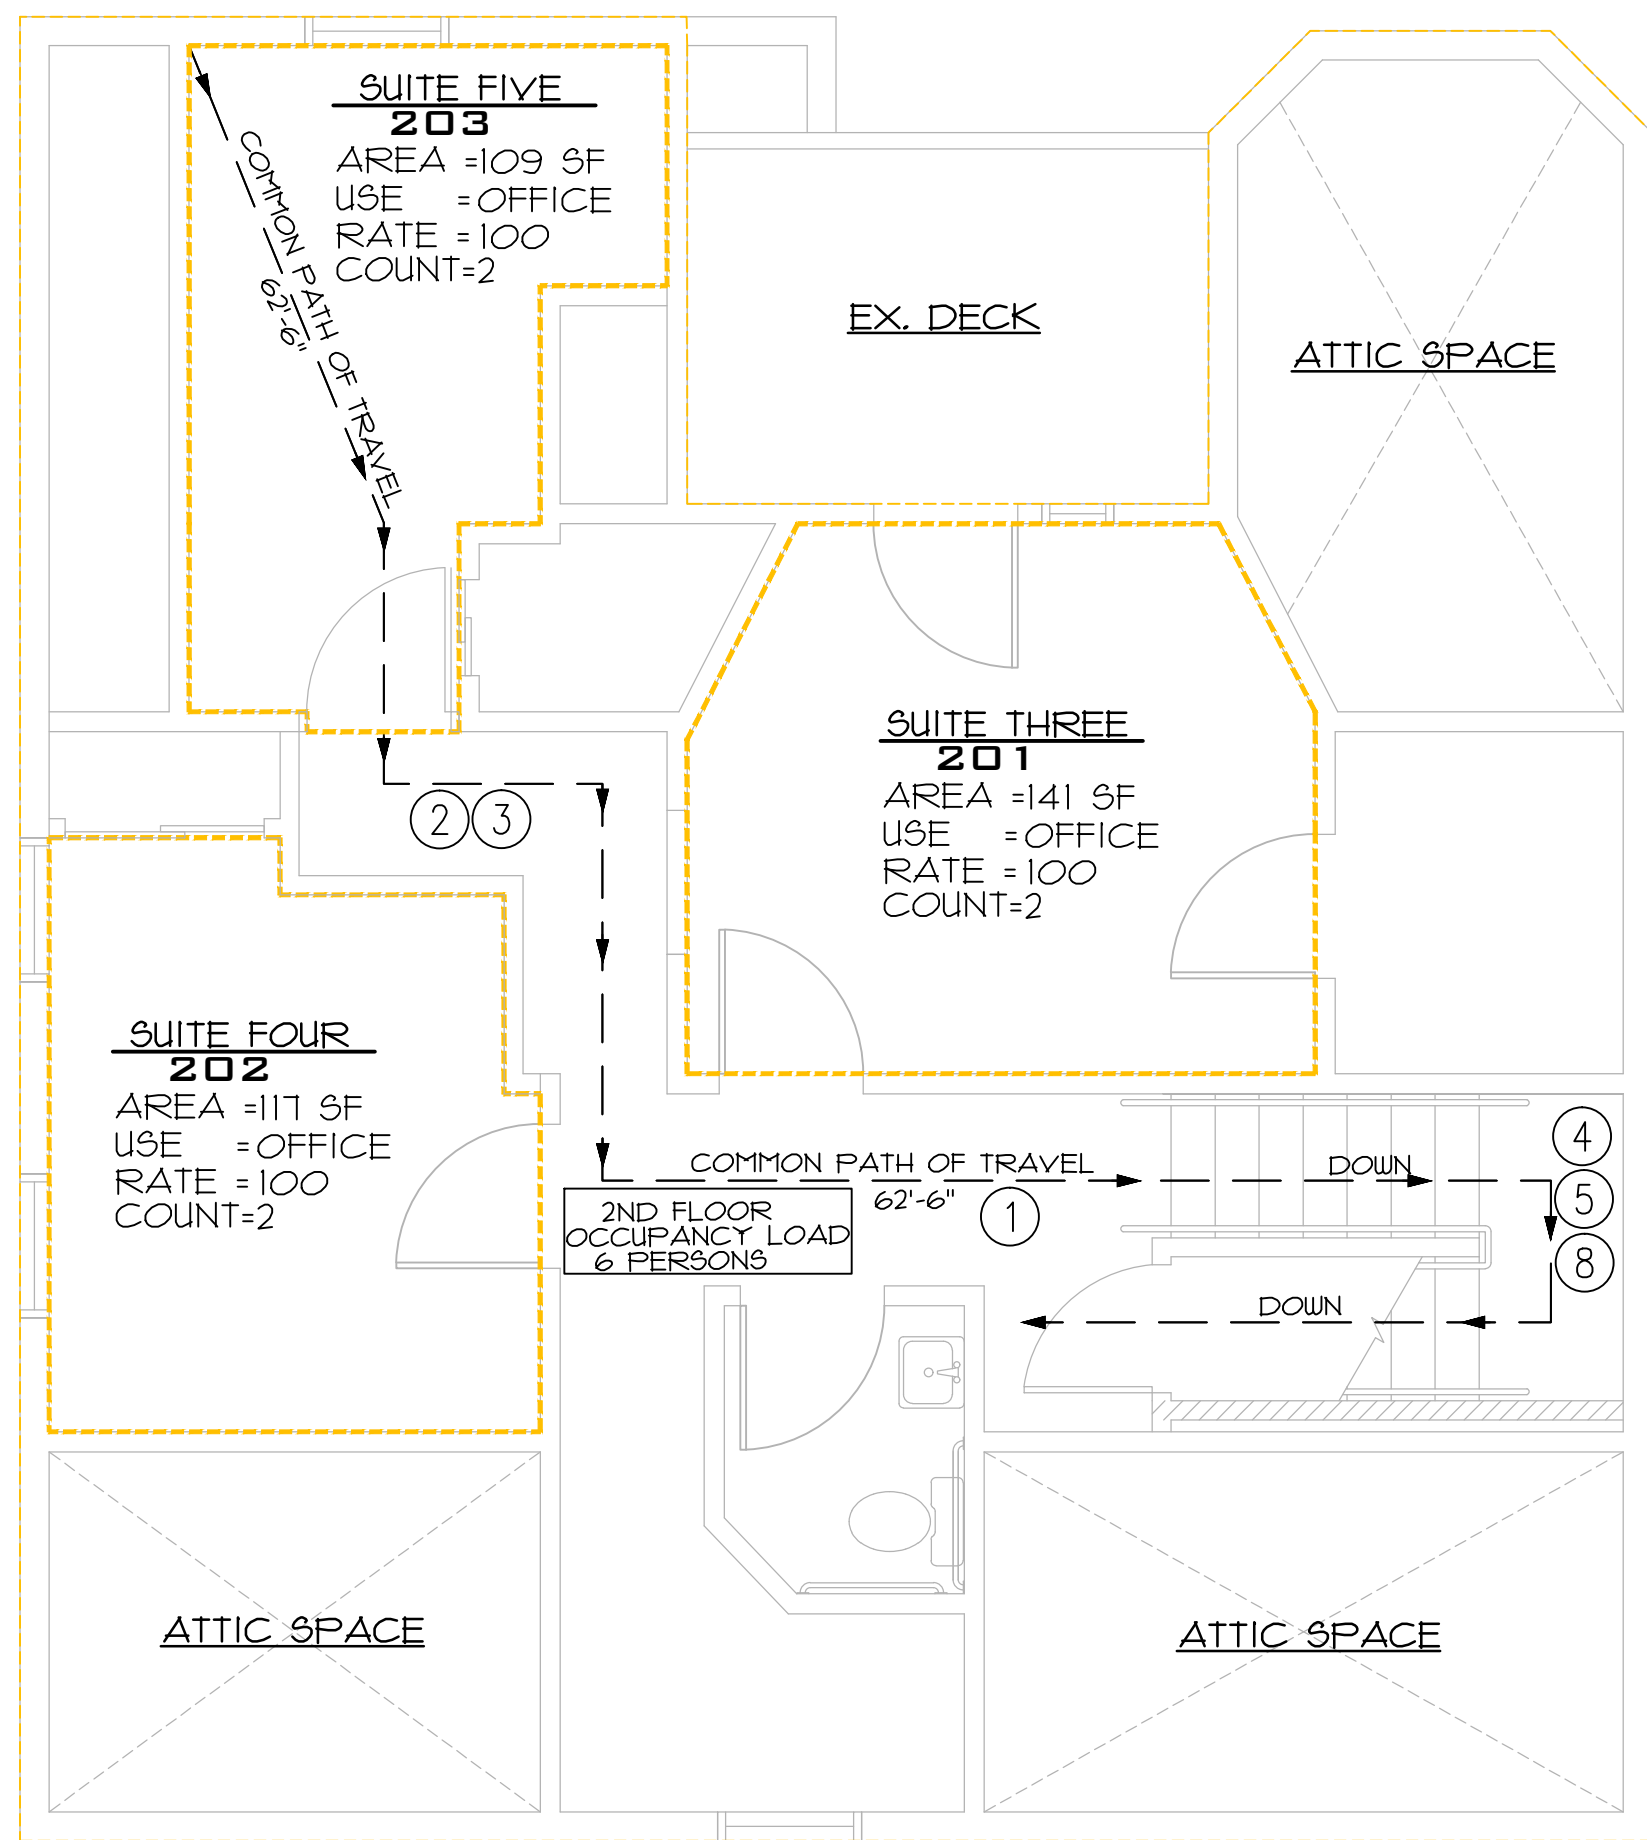 SUITE FIVE
203
AREA =109 SF
USE =OFFICE
RATE =100
COUNT=2
COMMON PATH OF TRAVEL
62'-6"
EX. DECK
ATTIC SPACE
SUITE THREE
201
AREA =141 SF
USE =OFFICE
RATE =100
COUNT=2
2 3
SUITE FOUR
202
AREA =117 SF
USE =OFFICE
RATE =100
COUNT=2
COMMON PATH OF TRAVEL
62'-6"
1
DOWN
4
5
8
2ND FLOOR
OCCUPANCY LOAD
6 PERSONS
DOWN
ATTIC SPACE
ATTIC SPACE